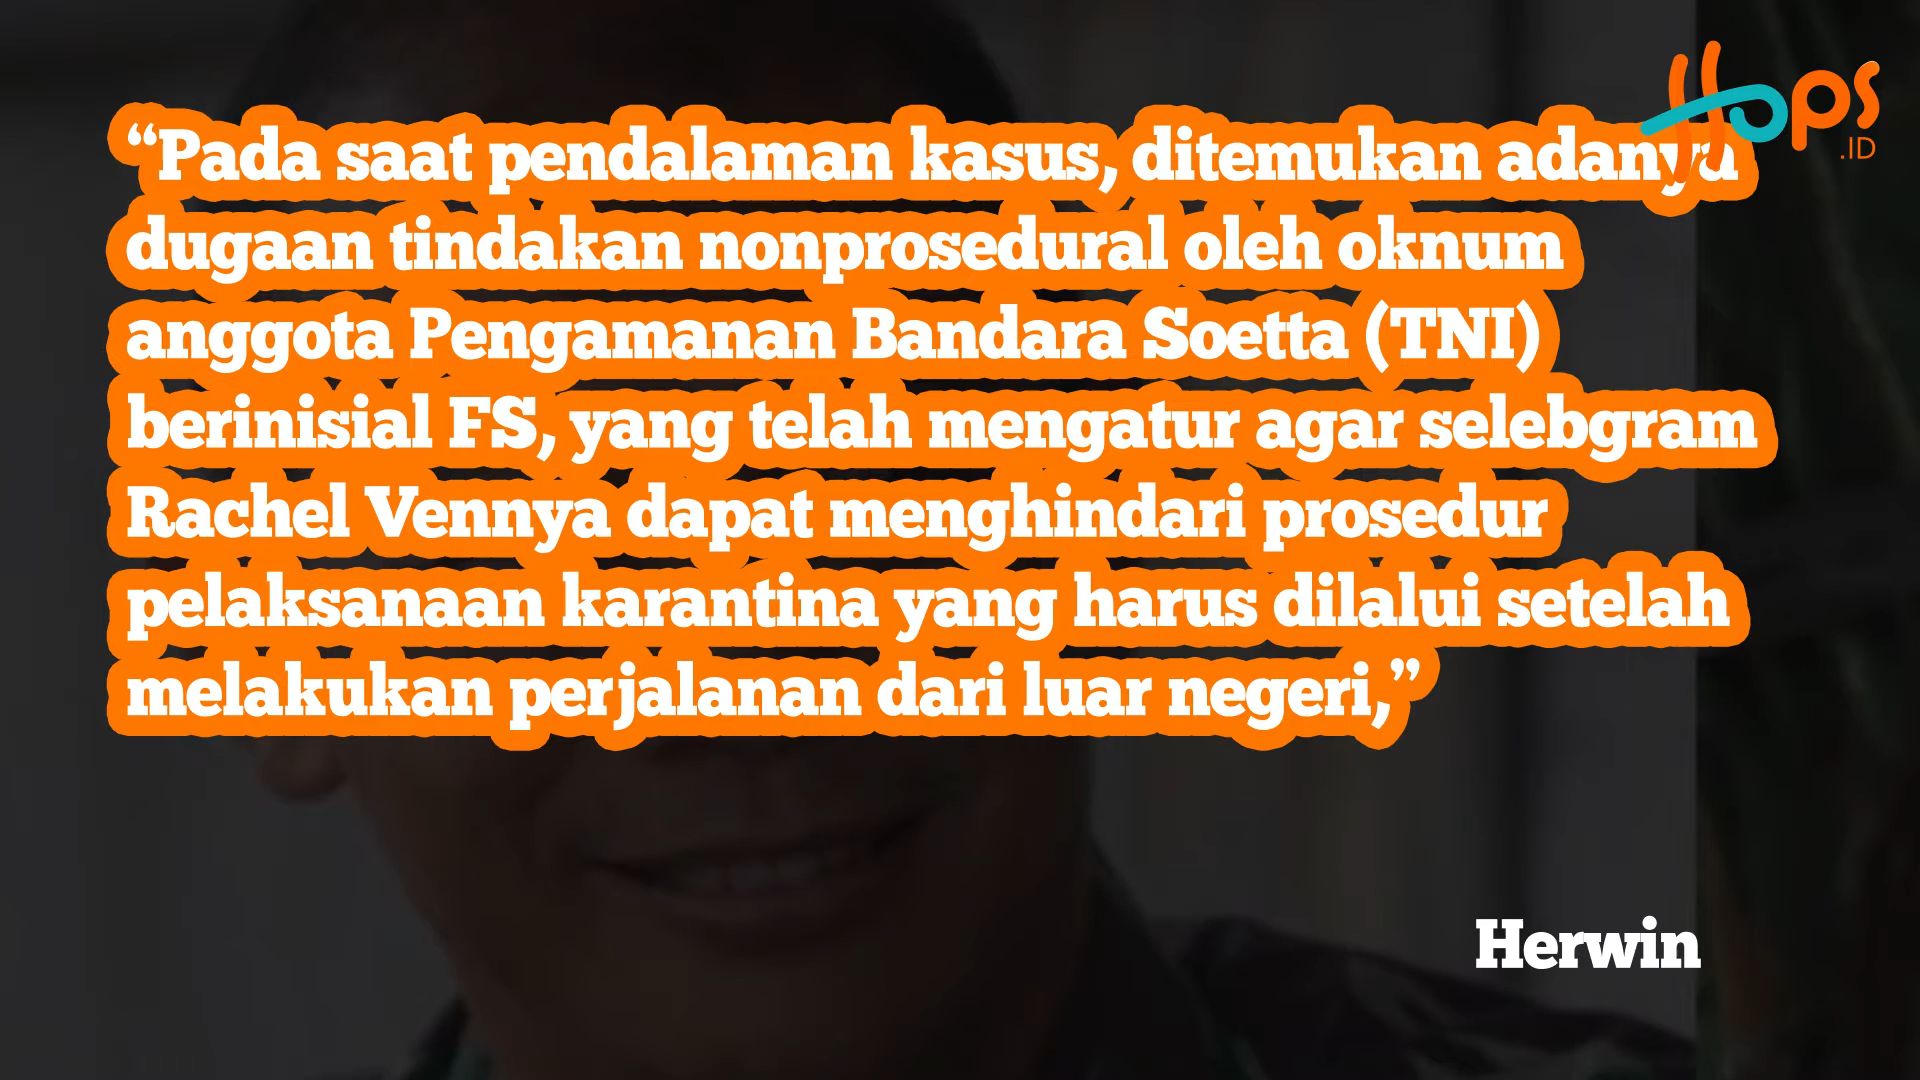 Hops
.ID
“Pada saat pendalaman kasus, ditemukan adanya
dugaan tindakan nonprosedural oleh oknum
anggota Pengamanan Bandara Soetta (TNI)
berinisial FS, yang telah mengatur agar selebgram
Rachel Vennya dapat menghindari prosedur
pelaksanaan karantina yang harus dilalui setelah
melakukan perjalanan dari luar negeri,”
Herwin